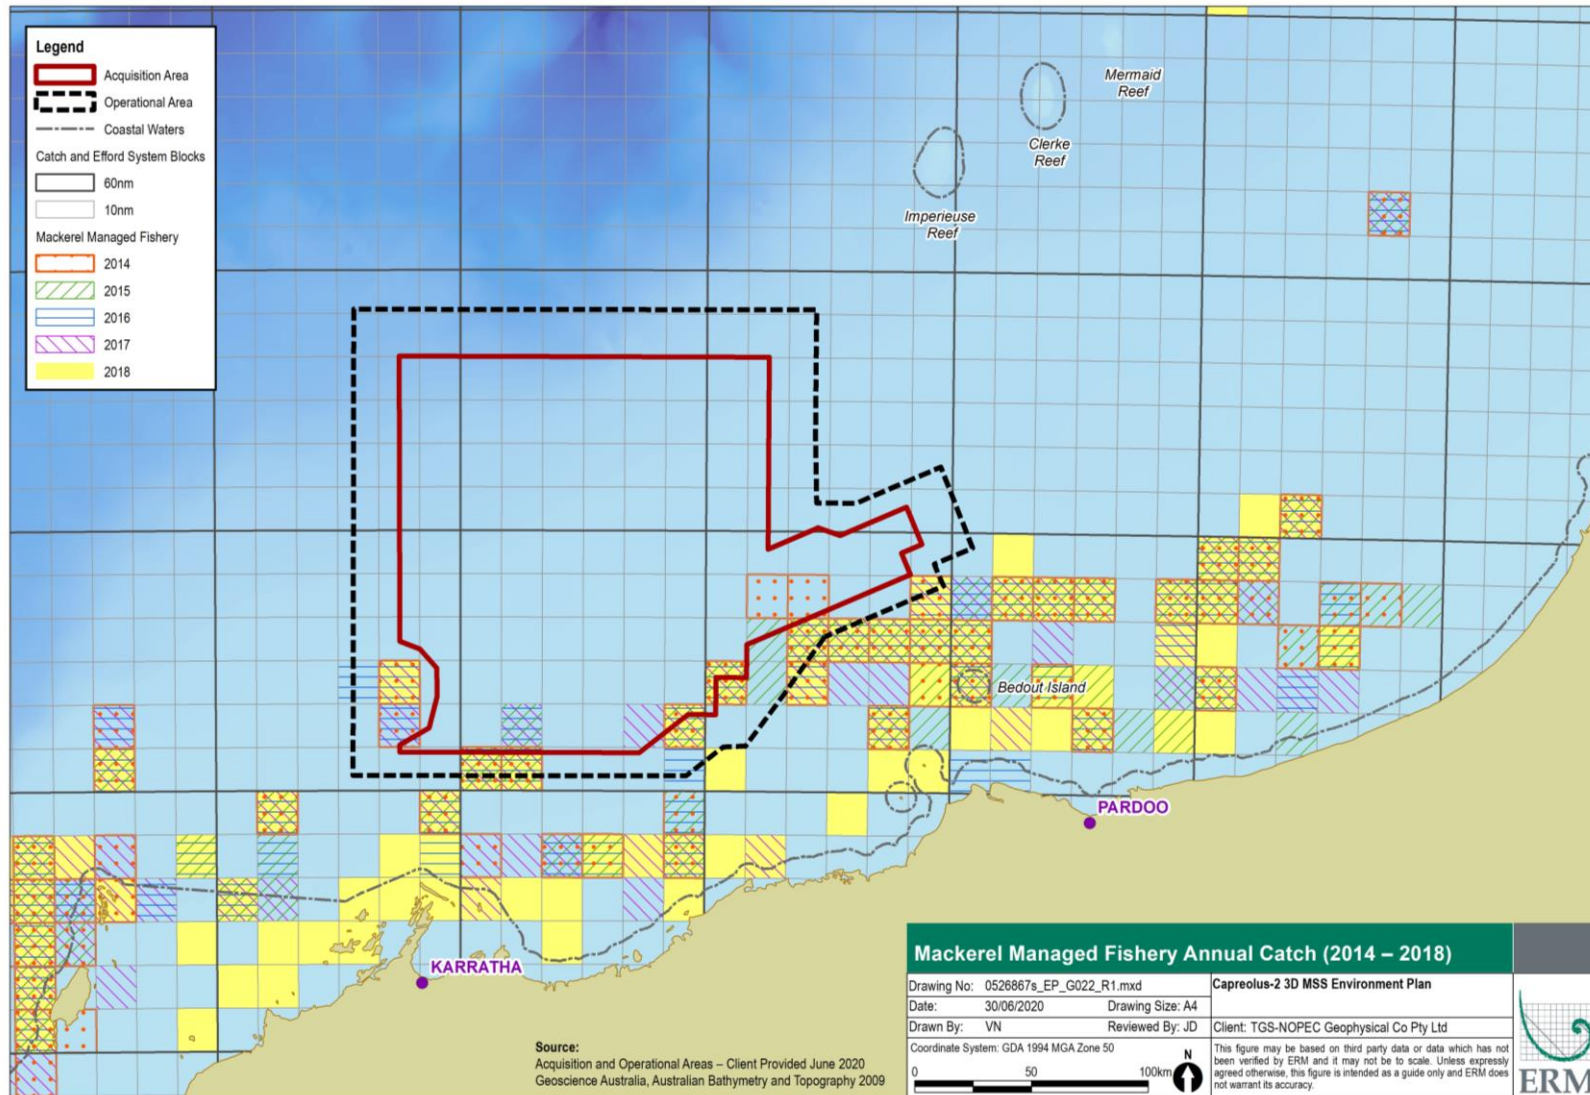 Legend
Acquisition Area
Operational Area
Coastal Waters
Catch and Efford System Blocks
60nm
10nm
Mackerel Managed Fishery
2014
2015
2016
2017
2018
Mermaid
Reef
Clerke
Reef
Imperieuse
Reef
Bedout Island
PARDOO
KARRATHA
Source:
Acquisition and Operational Areas – Client Provided June 2020
Geoscience Australia, Australian Bathymetry and Topography 2009
Mackerel Managed Fishery Annual Catch (2014 – 2018)
Drawing No: 0526867s_EP_G022_R1.mxd
Capreolus-2 3D MSS Environment Plan
Date: 30/06/2020 Drawing Size: A4
Drawn By: VN Reviewed By: JD
Client: TGS-NOPEC Geophysical Co Pty Ltd
Coordinate System: GDA 1994 MGA Zone 50
0 50 100km
N
This figure may be based on third party data or data which has not
been verified by ERM and it may not be to scale. Unless expressly
agreed otherwise, this figure is intended as a guide only and ERM does
not warrant its accuracy.
ERM